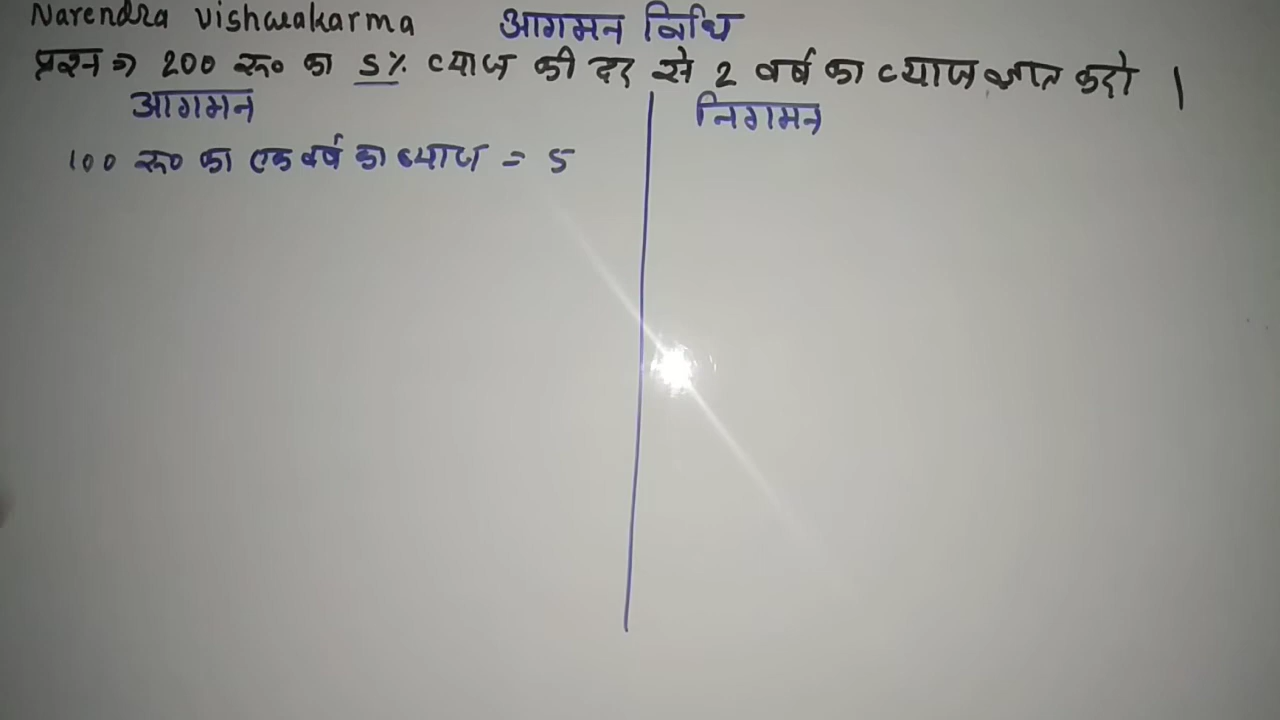 Narendra Vishwakarma आगमन विधि
प्रश्न ⇒ 200 रु० का 5% ब्याज की दर से 2 वर्ष का ब्याज ज्ञात करो ।
आगमन निगमन
100 रु० का एक वर्ष का ब्याज = 5